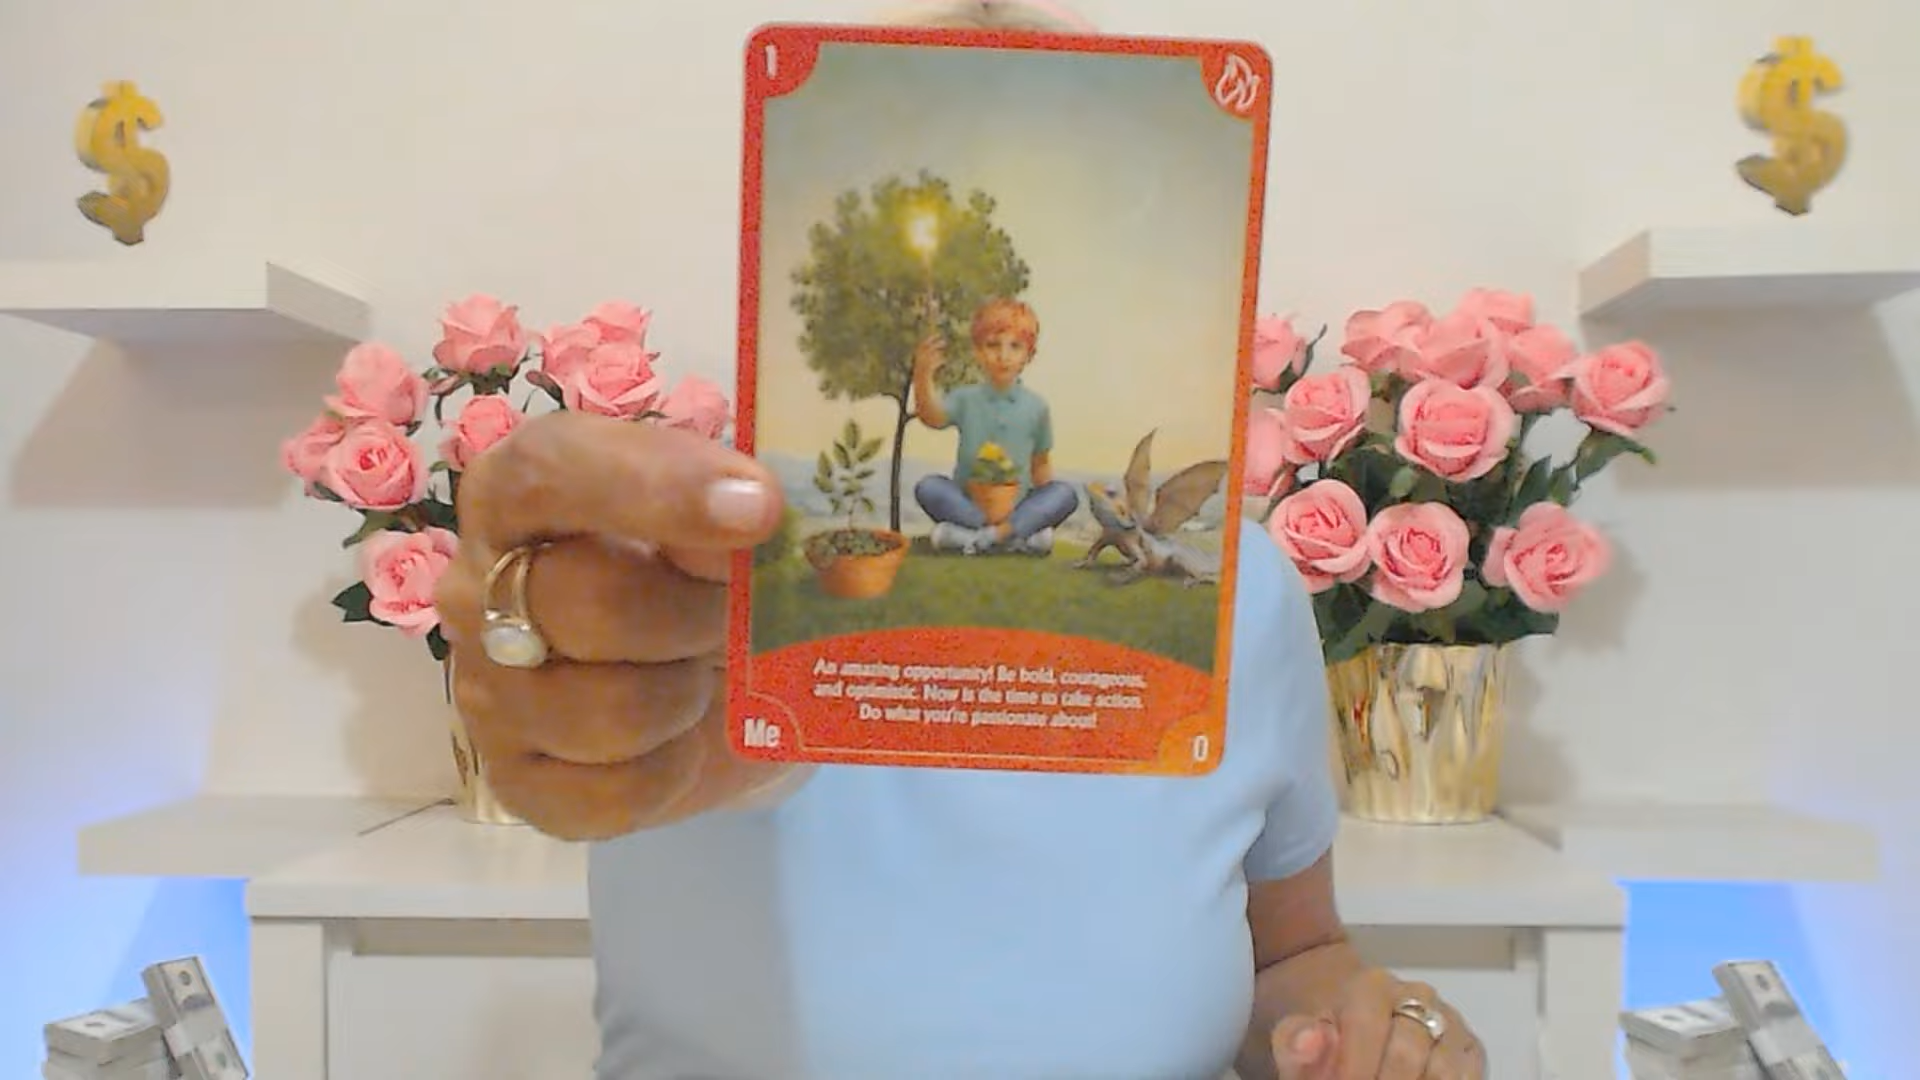 1
An amazing opportunity! Be bold, courageous,
and optimistic. Now is the time to take action.
Do what you're passionate about!
Me
0